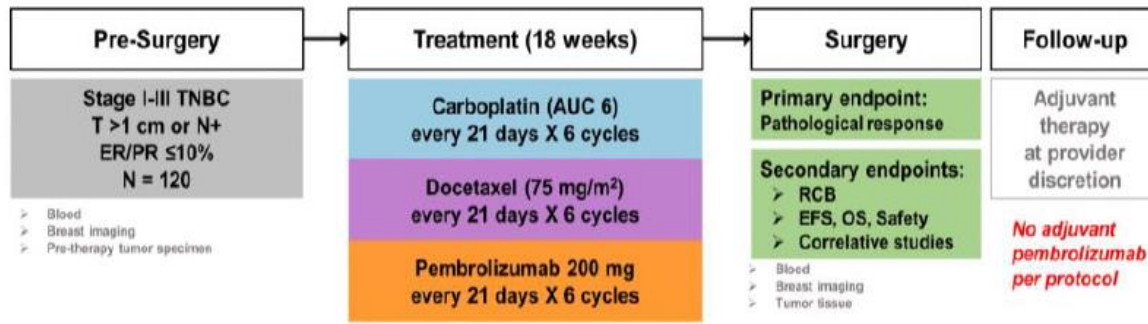 Pre-Surgery
Stage I-III TNBC
T >1 cm or N+
ER/PR ≤10%
N = 120
➢ Blood
➢ Breast imaging
➢ Pre-therapy tumor specimen
Treatment (18 weeks)
Carboplatin (AUC 6)
every 21 days X 6 cycles
Docetaxel (75 mg/m²)
every 21 days X 6 cycles
Pembrolizumab 200 mg
every 21 days X 6 cycles
Surgery
Primary endpoint:
Pathological response
Secondary endpoints:
➢ RCB
➢ EFS, OS, Safety
➢ Correlative studies
➢ Blood
➢ Breast imaging
➢ Tumor tissue
Follow-up
Adjuvant
therapy
at provider
discretion
No adjuvant
pembrolizumab
per protocol